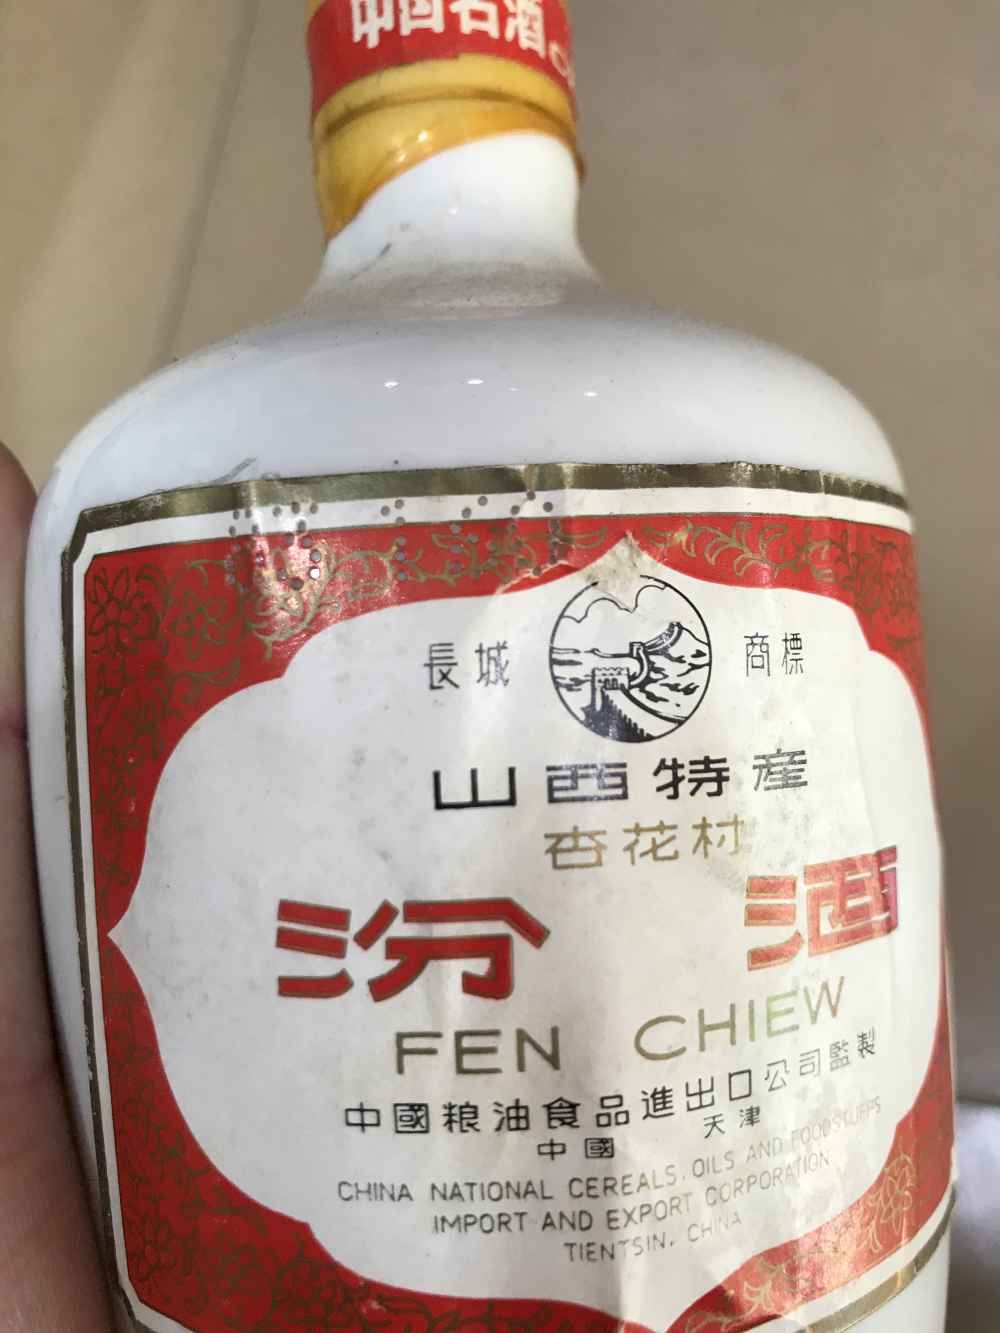 中国名酒
長城 商標
山西特産
杏花村
汾酒
FEN CHIEW
中國粮油食品進出口公司監製
中國 天津
CHINA NATIONAL CEREALS, OILS AND FOODSTUFFS
IMPORT AND EXPORT CORPORATION
TIENTSIN, CHINA